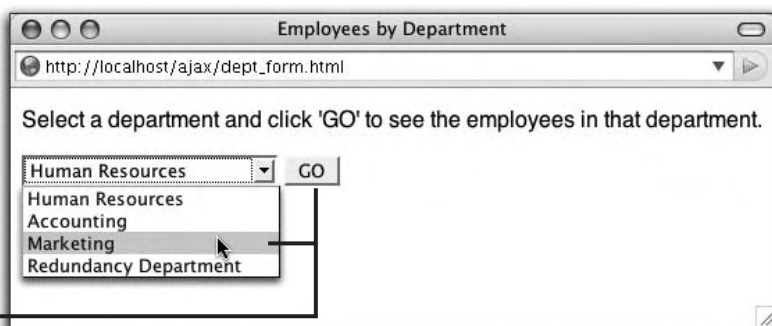 Employees by Department
http://localhost/ajax/dept_form.html
Select a department and click 'GO' to see the employees in that department.
Human Resources GO
Human Resources
Accounting
Marketing
Redundancy Department